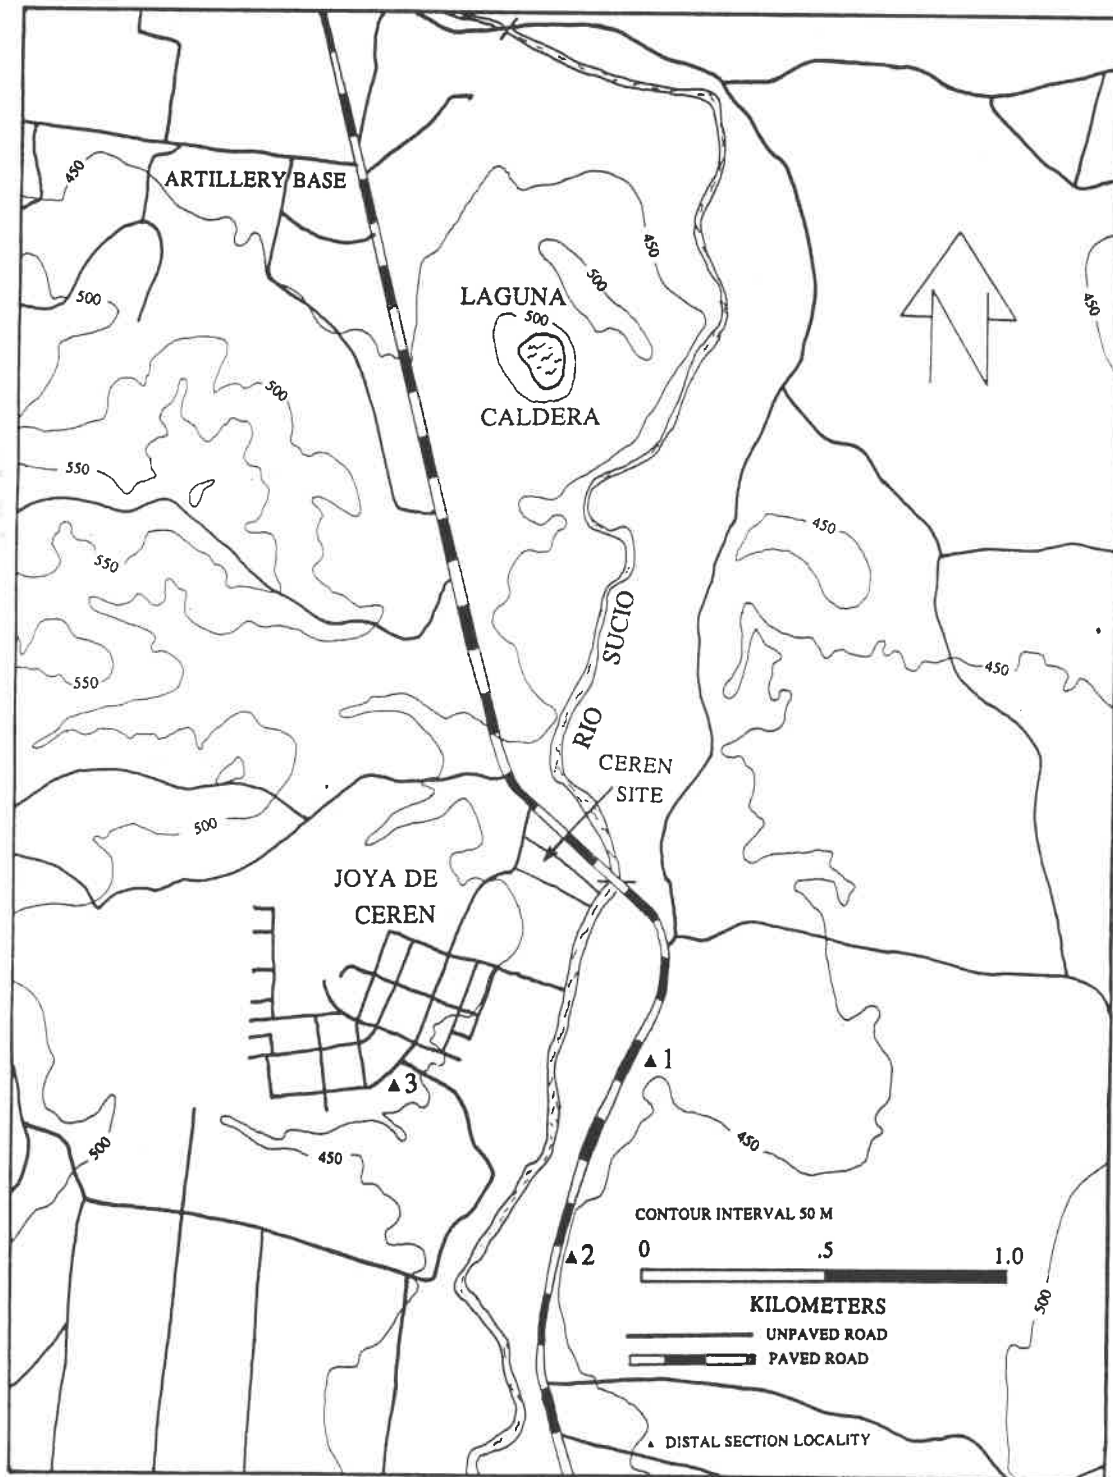 450
ARTILLERY BASE
450
500
450
500
LAGUNA
500
CALDERA
500
550
450
550
RIO SUCIO
450
550
CEREN
SITE
500
JOYA DE
CEREN
1
3
450
500
450
CONTOUR INTERVAL 50 M
2
0 .5 1.0
KILOMETERS
500
UNPAVED ROAD
PAVED ROAD
DISTAL SECTION LOCALITY
N